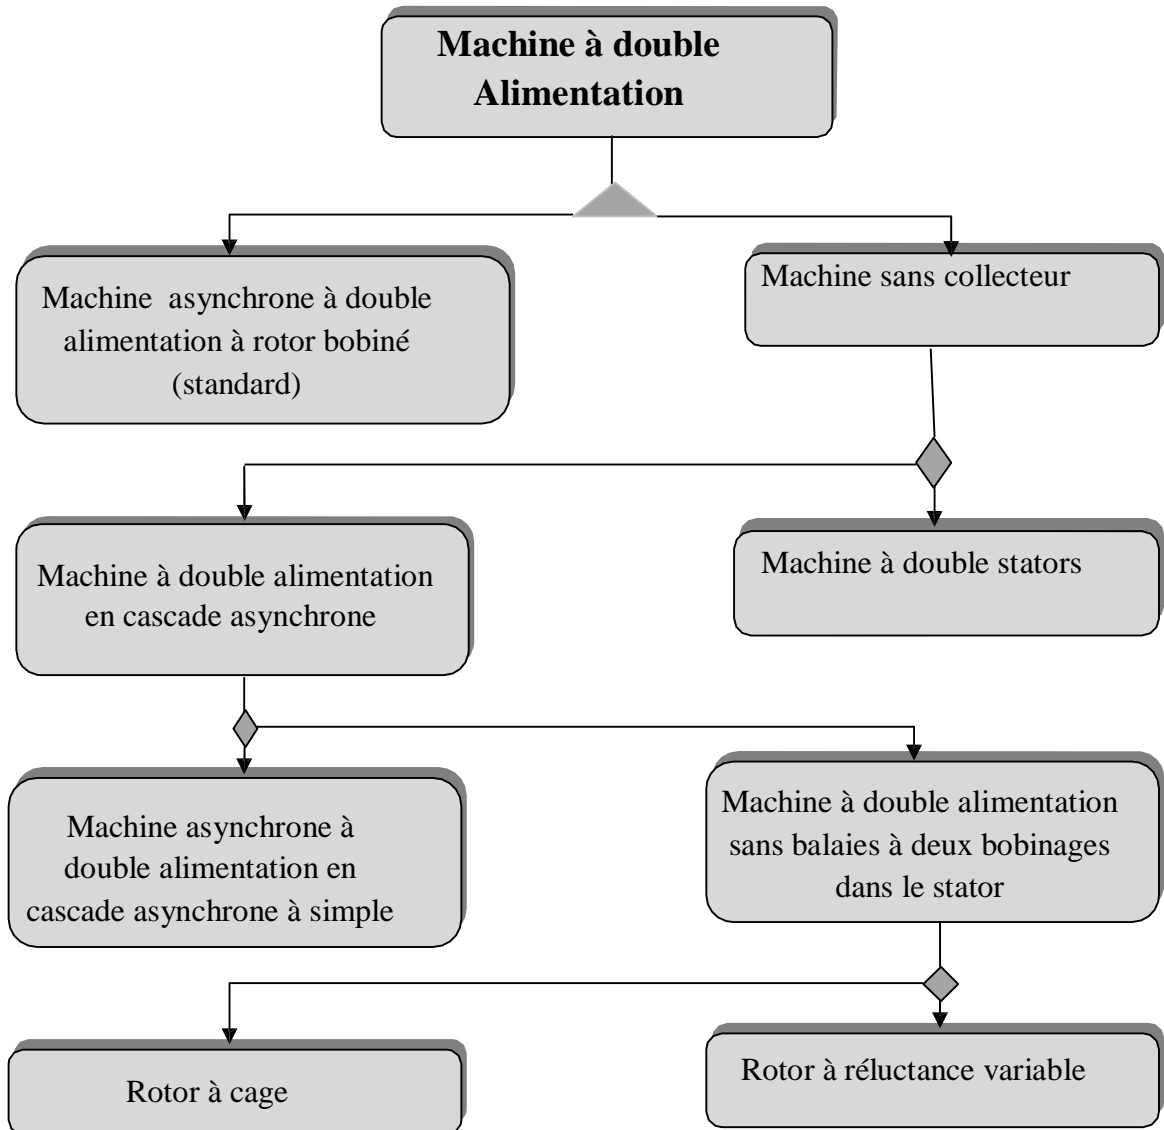 Machine à double
Alimentation
Machine asynchrone à double
alimentation à rotor bobiné
(standard)
Machine sans collecteur
Machine à double alimentation
en cascade asynchrone
Machine à double stators
Machine asynchrone à
double alimentation en
cascade asynchrone à simple
Machine à double alimentation
sans balaies à deux bobinages
dans le stator
Rotor à cage
Rotor à réluctance variable